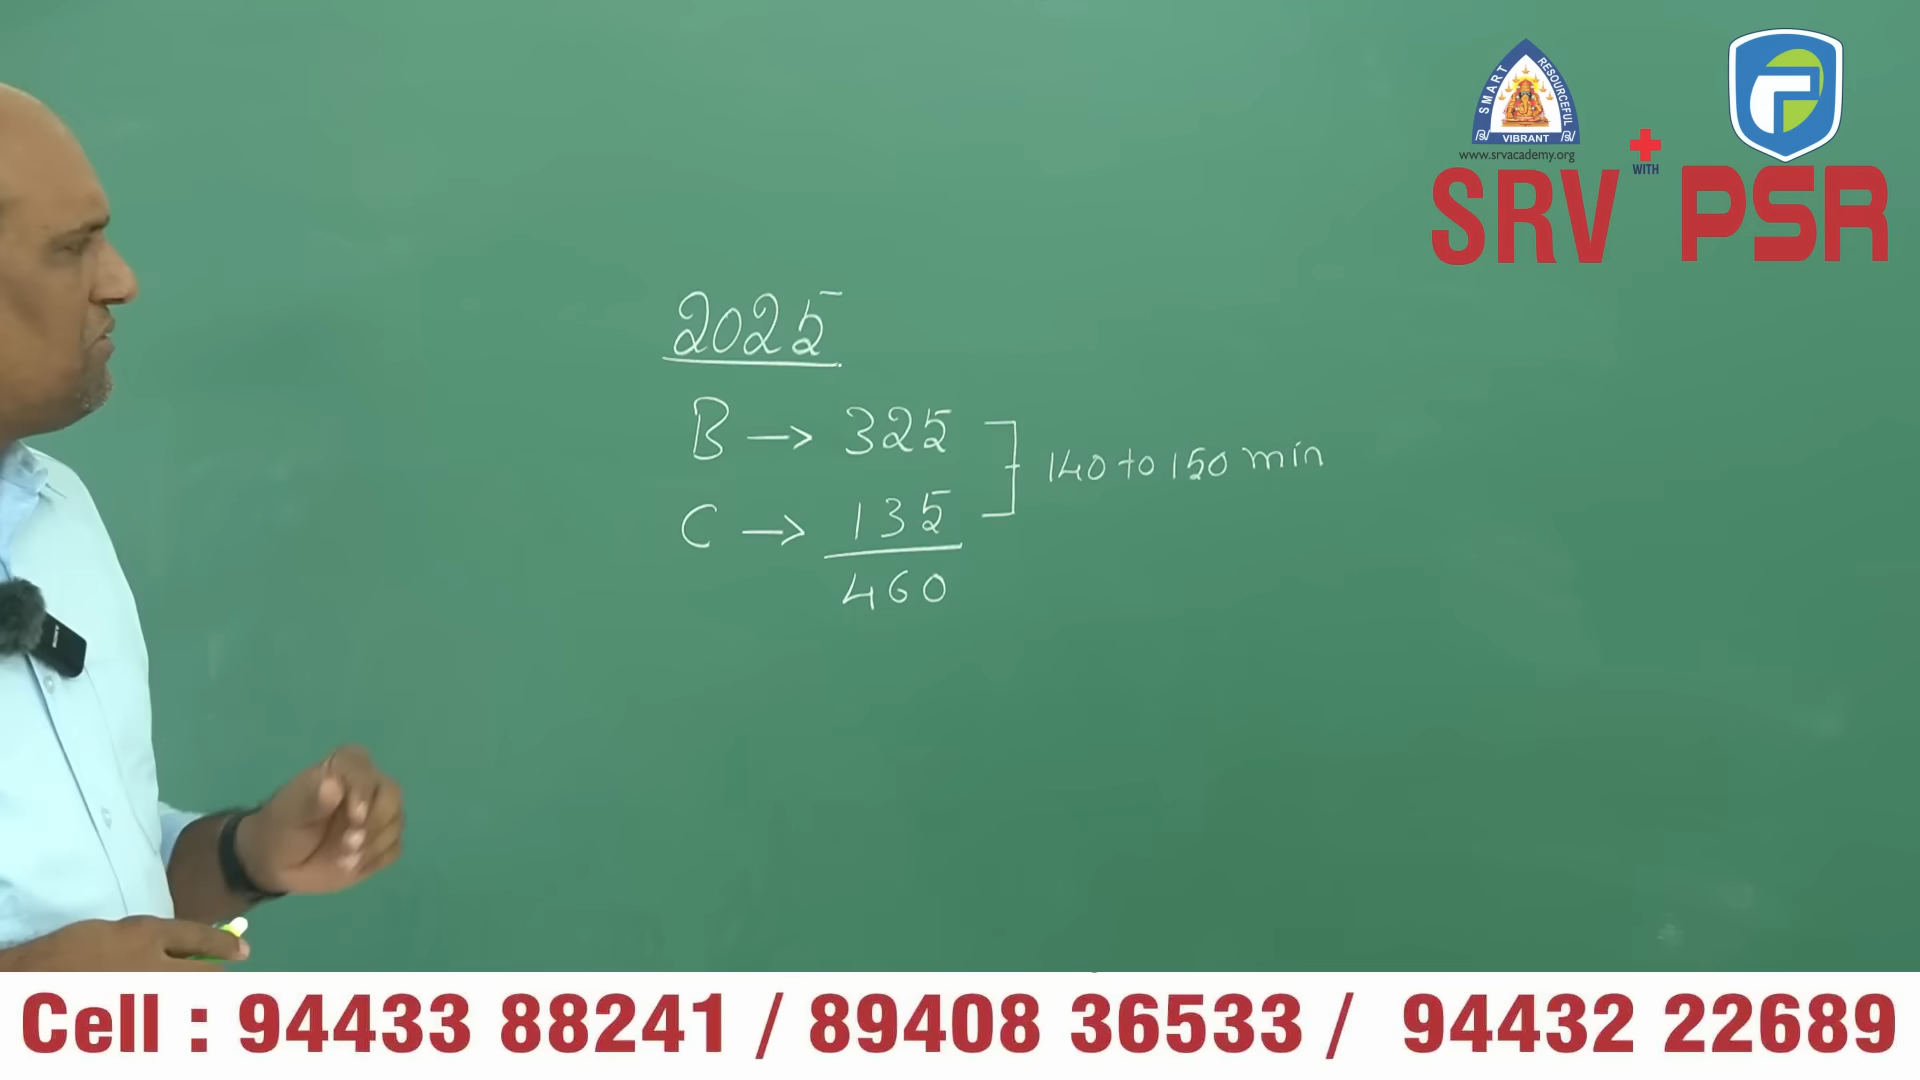 SMART RESOURCEFUL
VIBRANT
www.srvacademy.org
WITH
SRV + PSR
2025
B → 325
C → 135
140 to 150 min
460
Cell : 94433 88241 / 89408 36533 / 94432 22689